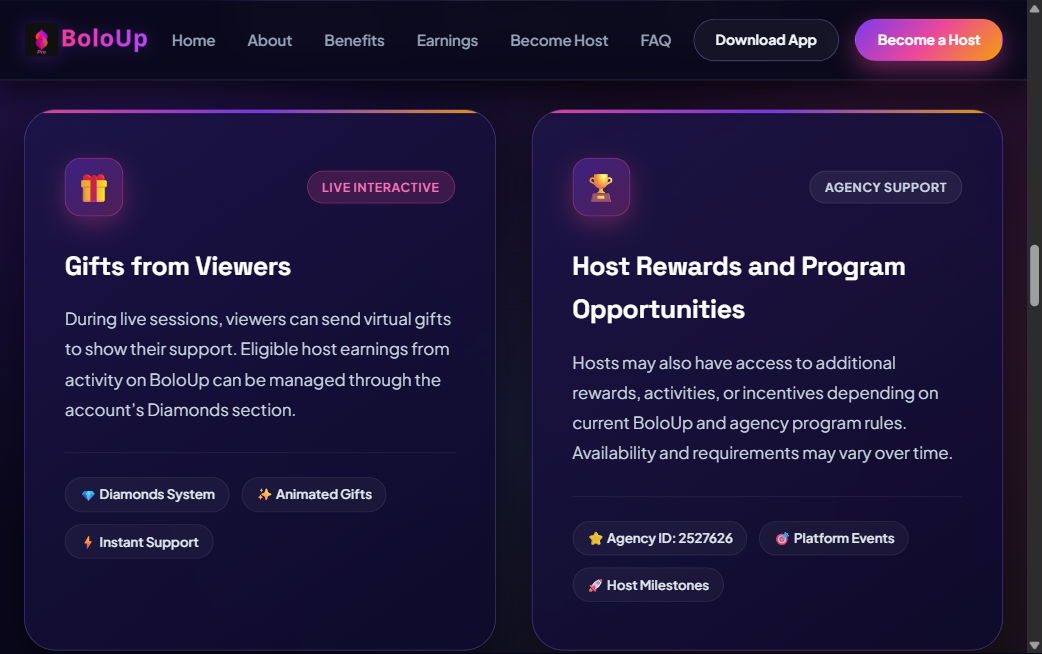 BoloUp
Home
About
Benefits
Earnings
Become Host
FAQ
Download App
Become a Host
LIVE INTERACTIVE
Gifts from Viewers
During live sessions, viewers can send virtual gifts
to show their support. Eligible host earnings from
activity on BoloUp can be managed through the
account's Diamonds section.
Diamonds System
Animated Gifts
Instant Support
AGENCY SUPPORT
Host Rewards and Program
Opportunities
Hosts may also have access to additional
rewards, activities, or incentives depending on
current BoloUp and agency program rules.
Availability and requirements may vary over time.
Agency ID: 2527626
Platform Events
Host Milestones